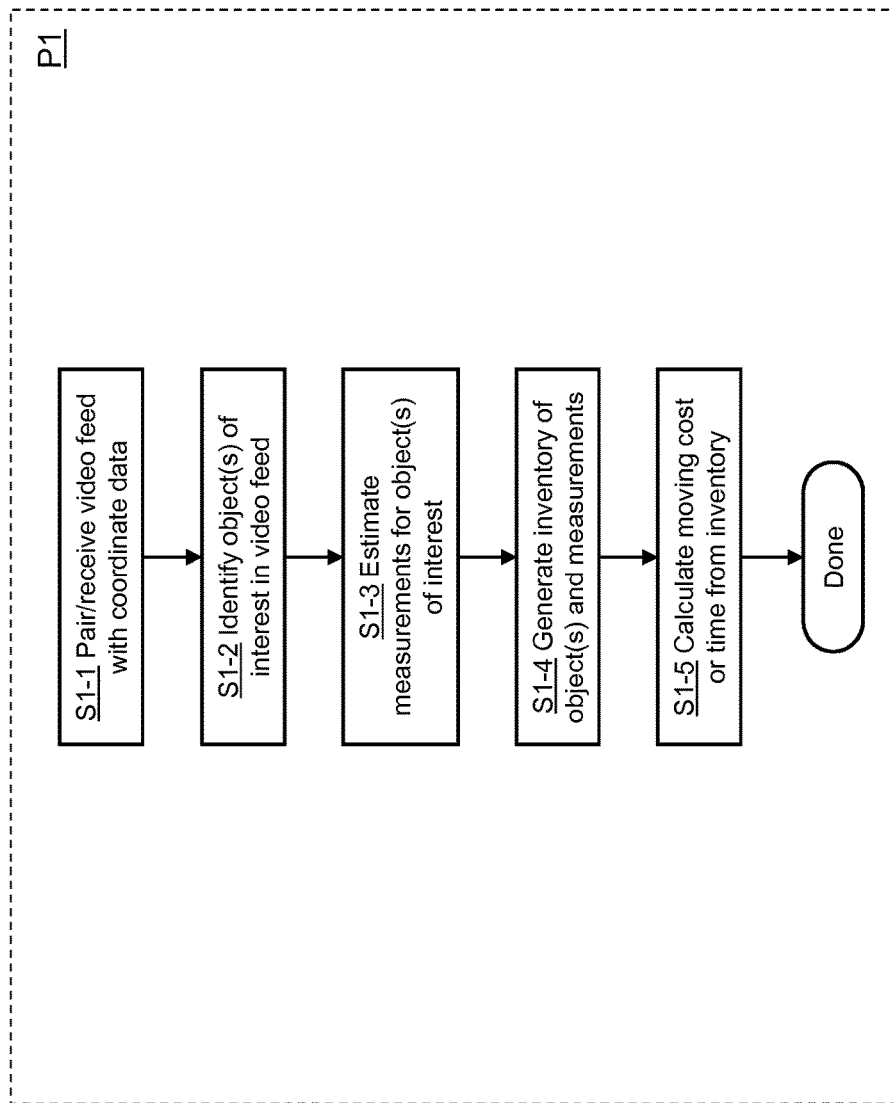 P1
S1-1 Pair/receive video feed
with coordinate data
S1-2 Identify object(s) of
interest in video feed
S1-3 Estimate
measurements for object(s)
of interest
S1-4 Generate inventory of
object(s) and measurements
S1-5 Calculate moving cost
or time from inventory
Done